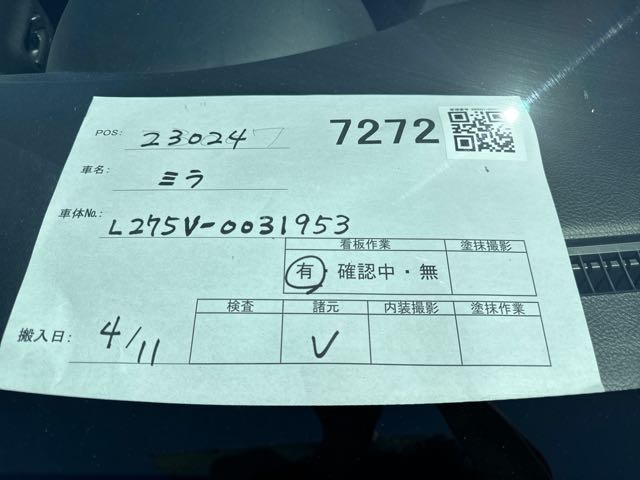 POS: 230247 7272
車名: ミラ
車体No.: L275V-0031953
看板作業 塗抹撮影
有・確認中・無
検査 諸元 内装撮影 塗抹作業
搬入日: 4/11 V